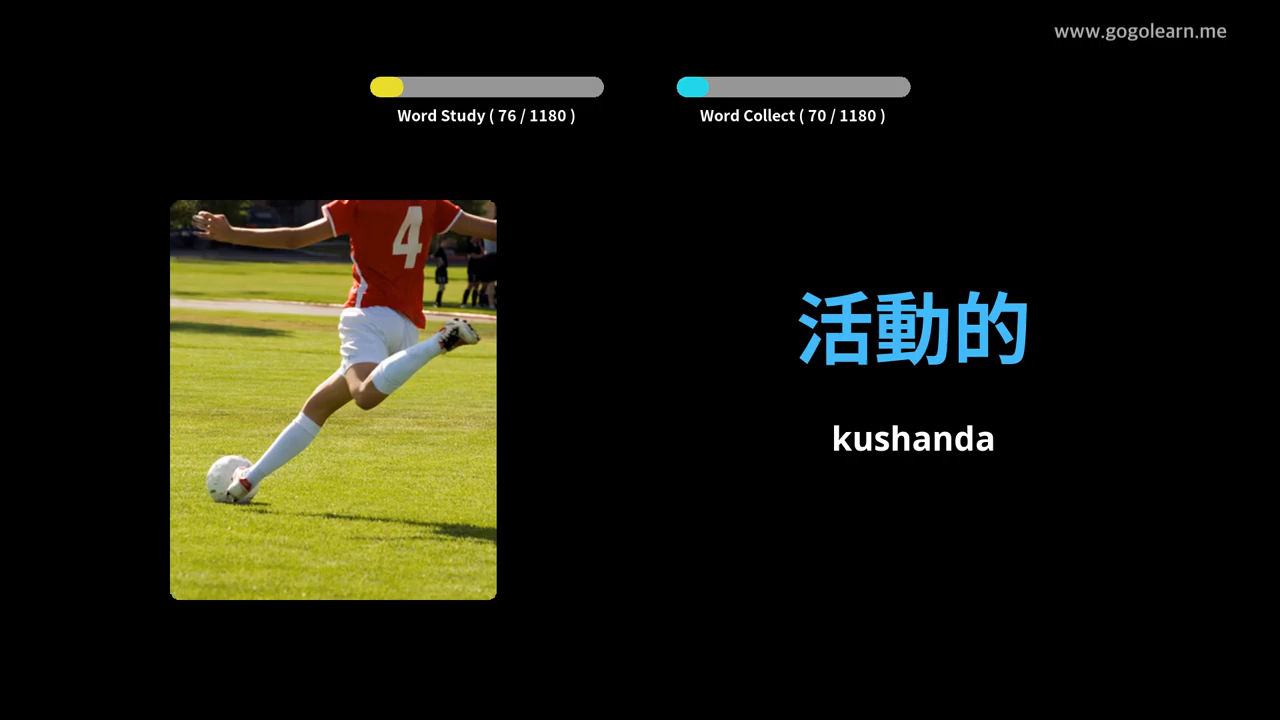 www.gogolearn.me
Word Study ( 76 / 1180 )
Word Collect ( 70 / 1180 )
4
活動的
kushanda